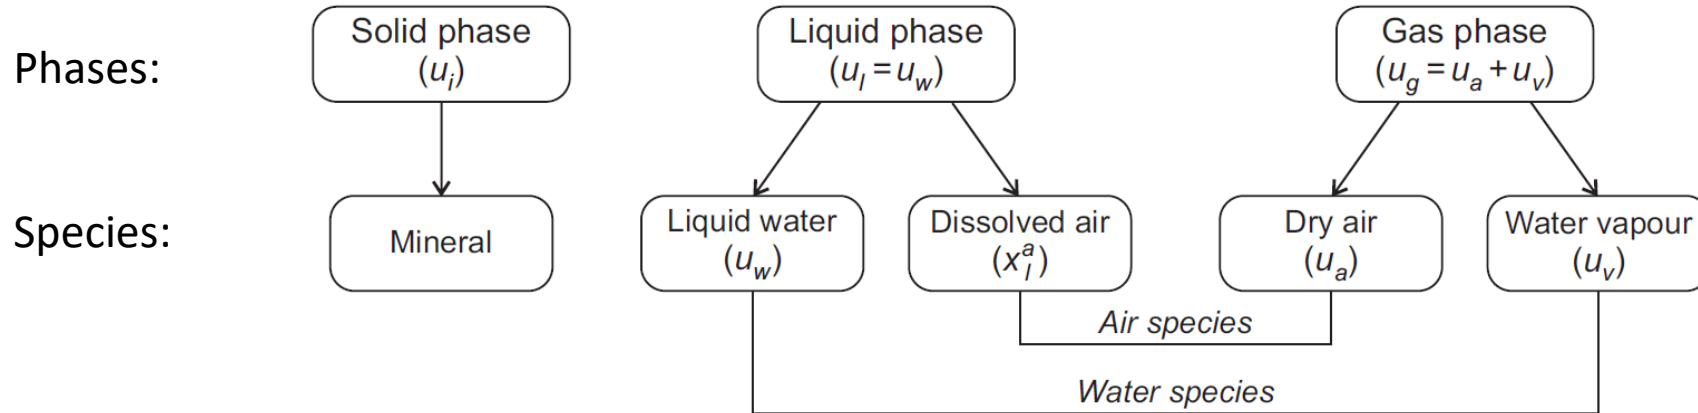 Phases:
Solid phase
(u_i)
Liquid phase
(u_l = u_w)
Gas phase
(u_g = u_a + u_v)
Species:
Mineral
Liquid water
(u_w)
Dissolved air
(x_l^a)
Dry air
(u_a)
Water vapour
(u_v)
Air species
Water species